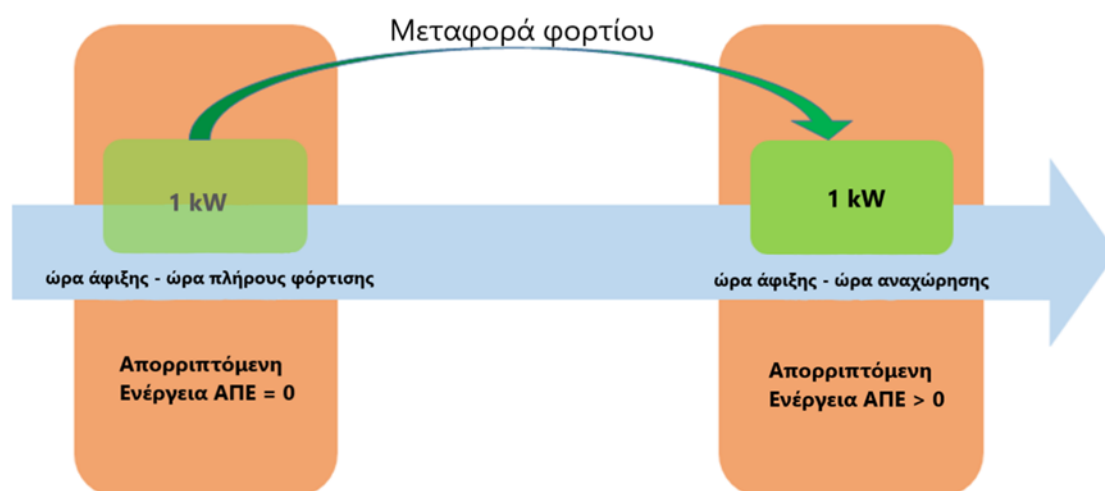 Μεταφορά φορτίου
1 kW
1 kW
ώρα άφιξης - ώρα πλήρους φόρτισης
ώρα άφιξης - ώρα αναχώρησης
Απορριπτόμενη
Ενέργεια ΑΠΕ = 0
Απορριπτόμενη
Ενέργεια ΑΠΕ > 0